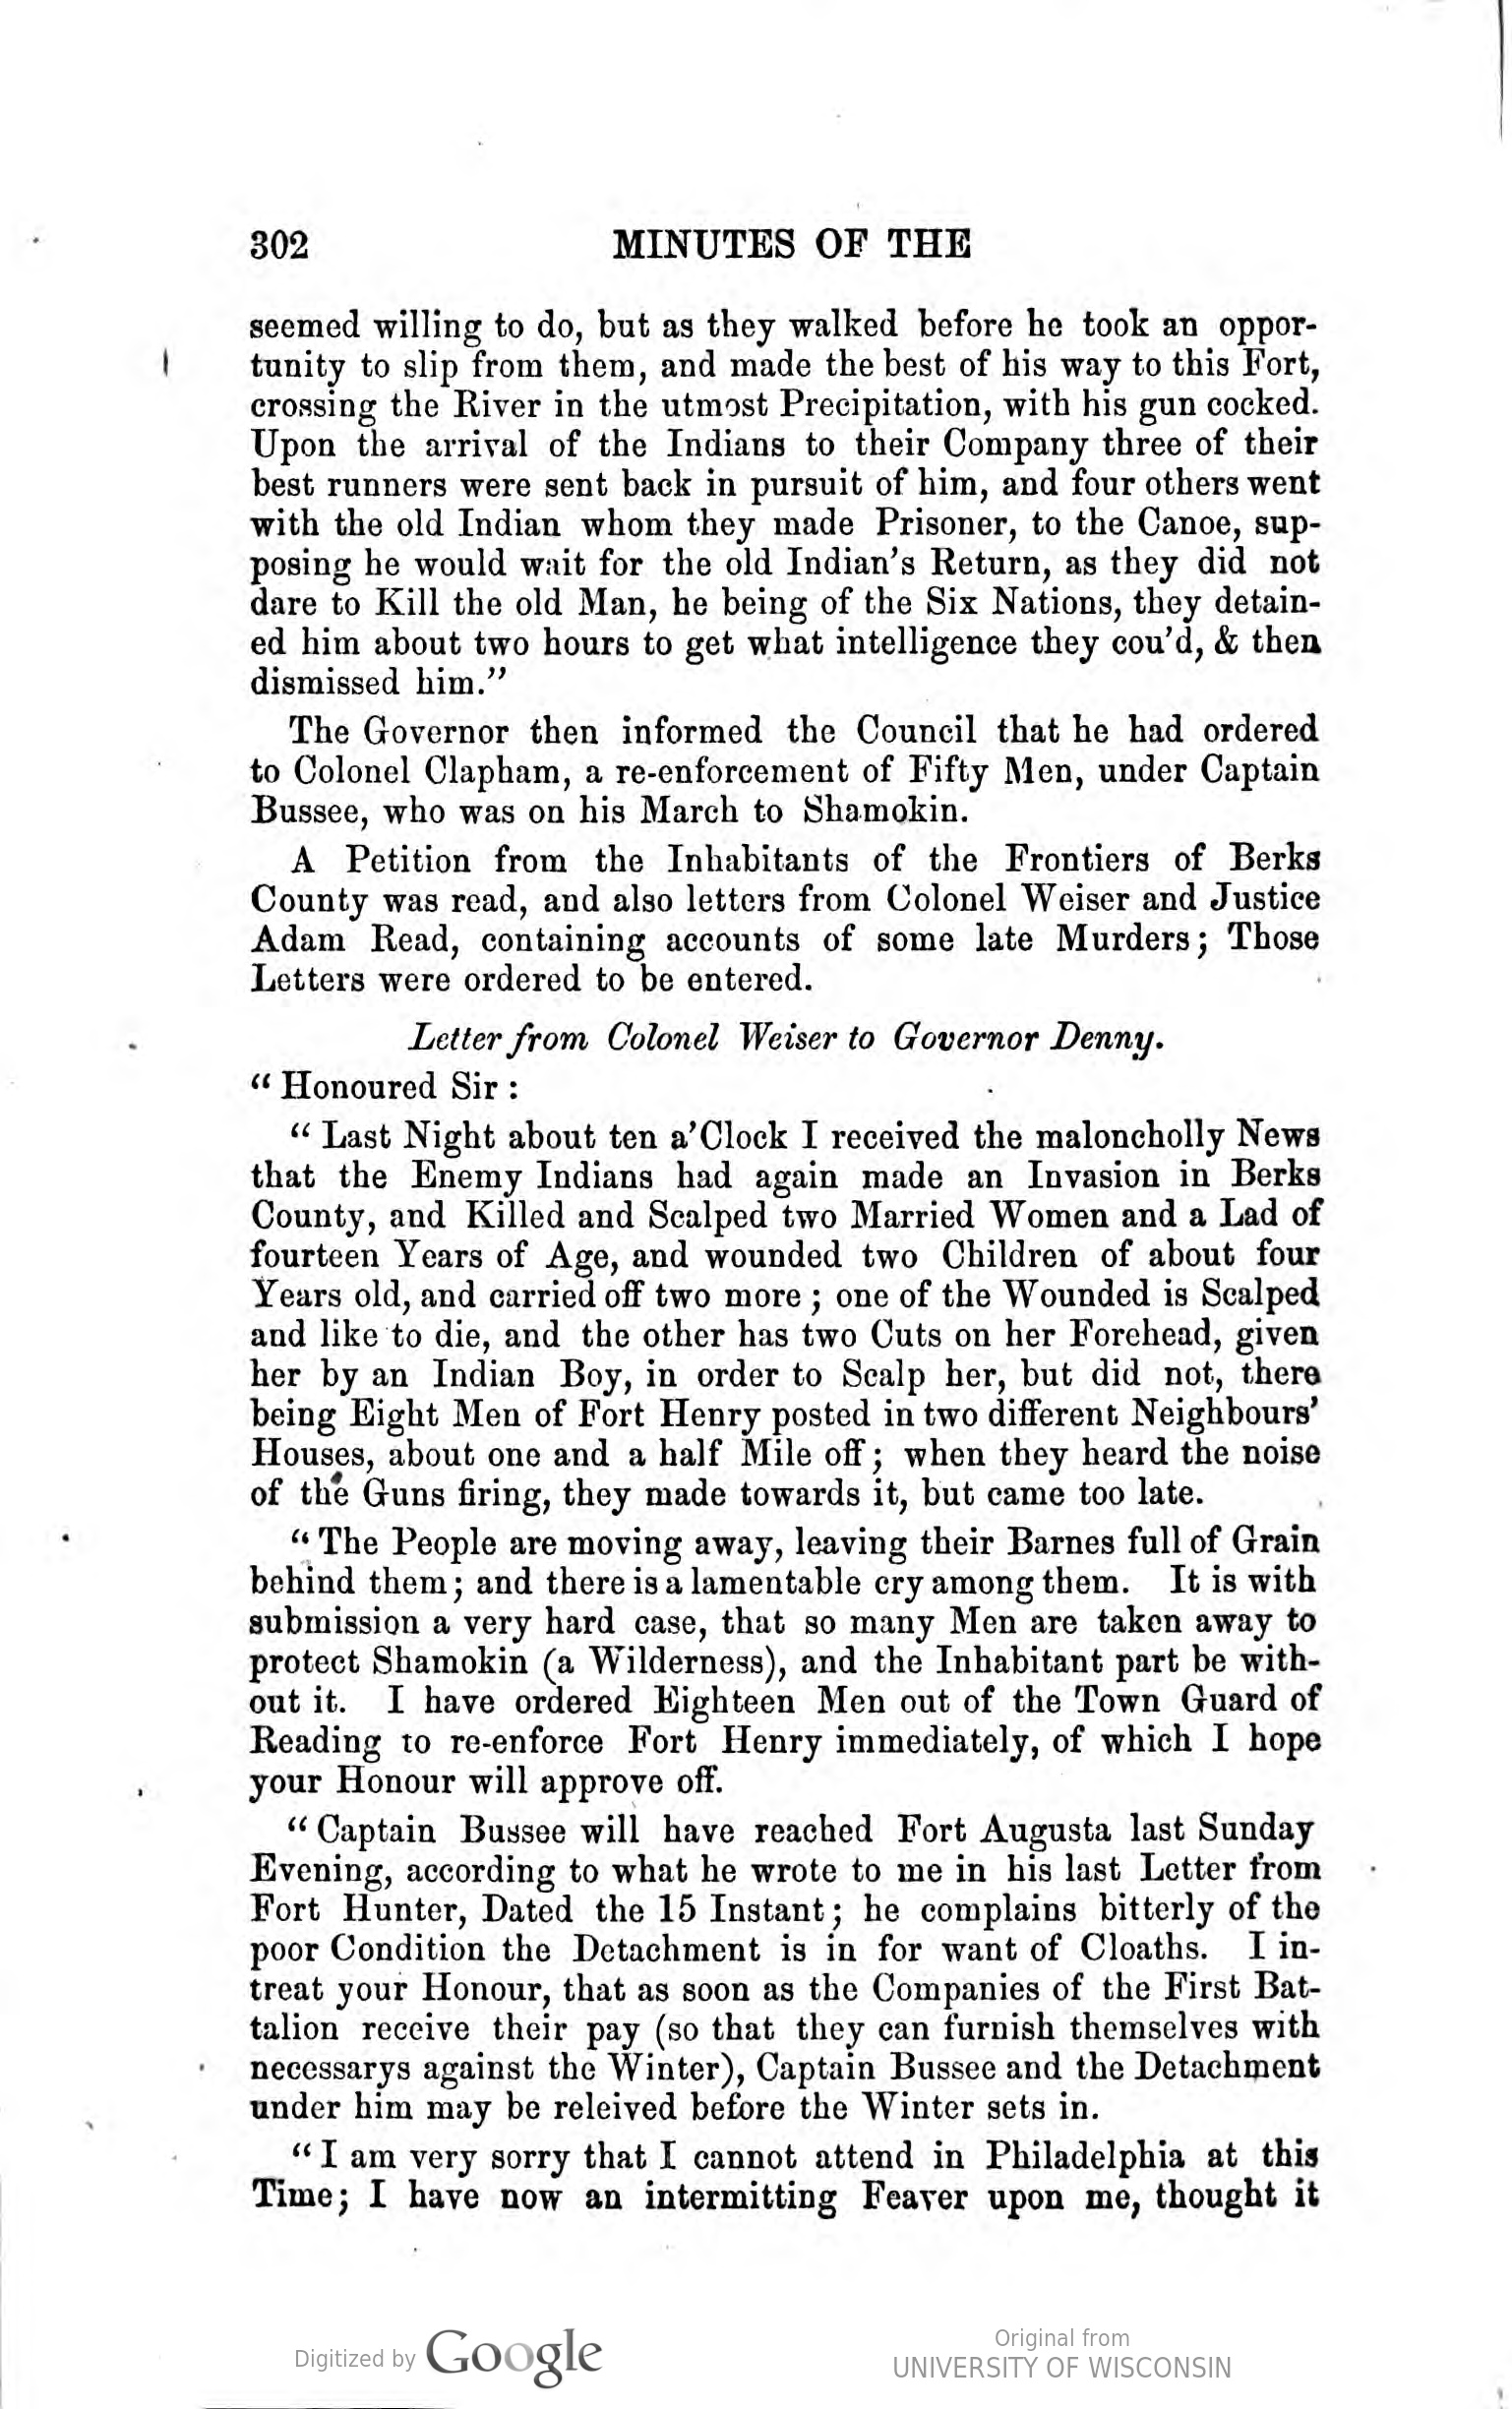 302 MINUTES OF THE
seemed willing to do, but as they walked before he took an oppor-
tunity to slip from them, and made the best of his way to this Fort,
crossing the River in the utmost Precipitation, with his gun cocked.
Upon the arrival of the Indians to their Company three of their
best runners were sent back in pursuit of him, and four others went
with the old Indian whom they made Prisoner, to the Canoe, sup-
posing he would wait for the old Indian's Return, as they did not
dare to Kill the old Man, he being of the Six Nations, they detain-
ed him about two hours to get what intelligence they cou'd, & then
dismissed him."
The Governor then informed the Council that he had ordered
to Colonel Clapham, a re-enforcement of Fifty Men, under Captain
Bussee, who was on his March to Shamokin.
A Petition from the Inhabitants of the Frontiers of Berks
County was read, and also letters from Colonel Weiser and Justice
Adam Read, containing accounts of some late Murders; Those
Letters were ordered to be entered.
Letter from Colonel Weiser to Governor Denny.
"Honoured Sir:
"Last Night about ten a'Clock I received the maloncholly News
that the Enemy Indians had again made an Invasion in Berks
County, and Killed and Scalped two Married Women and a Lad of
fourteen Years of Age, and wounded two Children of about four
Years old, and carried off two more; one of the Wounded is Scalped
and like to die, and the other has two Cuts on her Forehead, given
her by an Indian Boy, in order to Scalp her, but did not, there
being Eight Men of Fort Henry posted in two different Neighbours'
Houses, about one and a half Mile off; when they heard the noise
of the Guns firing, they made towards it, but came too late.
"The People are moving away, leaving their Barnes full of Grain
behind them; and there is a lamentable cry among them. It is with
submission a very hard case, that so many Men are taken away to
protect Shamokin (a Wilderness), and the Inhabitant part be with-
out it. I have ordered Eighteen Men out of the Town Guard of
Reading to re-enforce Fort Henry immediately, of which I hope
your Honour will approve off.
"Captain Bussee will have reached Fort Augusta last Sunday
Evening, according to what he wrote to me in his last Letter from
Fort Hunter, Dated the 15 Instant; he complains bitterly of the
poor Condition the Detachment is in for want of Cloaths. I in-
treat your Honour, that as soon as the Companies of the First Bat-
talion receive their pay (so that they can furnish themselves with
necessarys against the Winter), Captain Bussee and the Detachment
under him may be releived before the Winter sets in.
"I am very sorry that I cannot attend in Philadelphia at this
Time; I have now an intermitting Feaver upon me, thought it
Digitized by Google
Original from
UNIVERSITY OF WISCONSIN